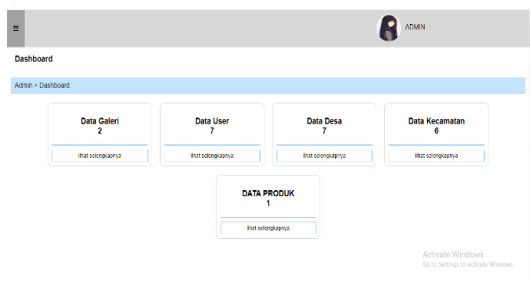 ≡
ADMIN
Dashboard
Admin > Dashboard
Data Galeri
2
lihat selengkapnya
Data User
7
lihat selengkapnya
Data Desa
7
lihat selengkapnya
Data Kecamatan
6
lihat selengkapnya
DATA PRODUK
1
lihat selengkapnya
Activate Windows
Go to Settings to activate Windows.